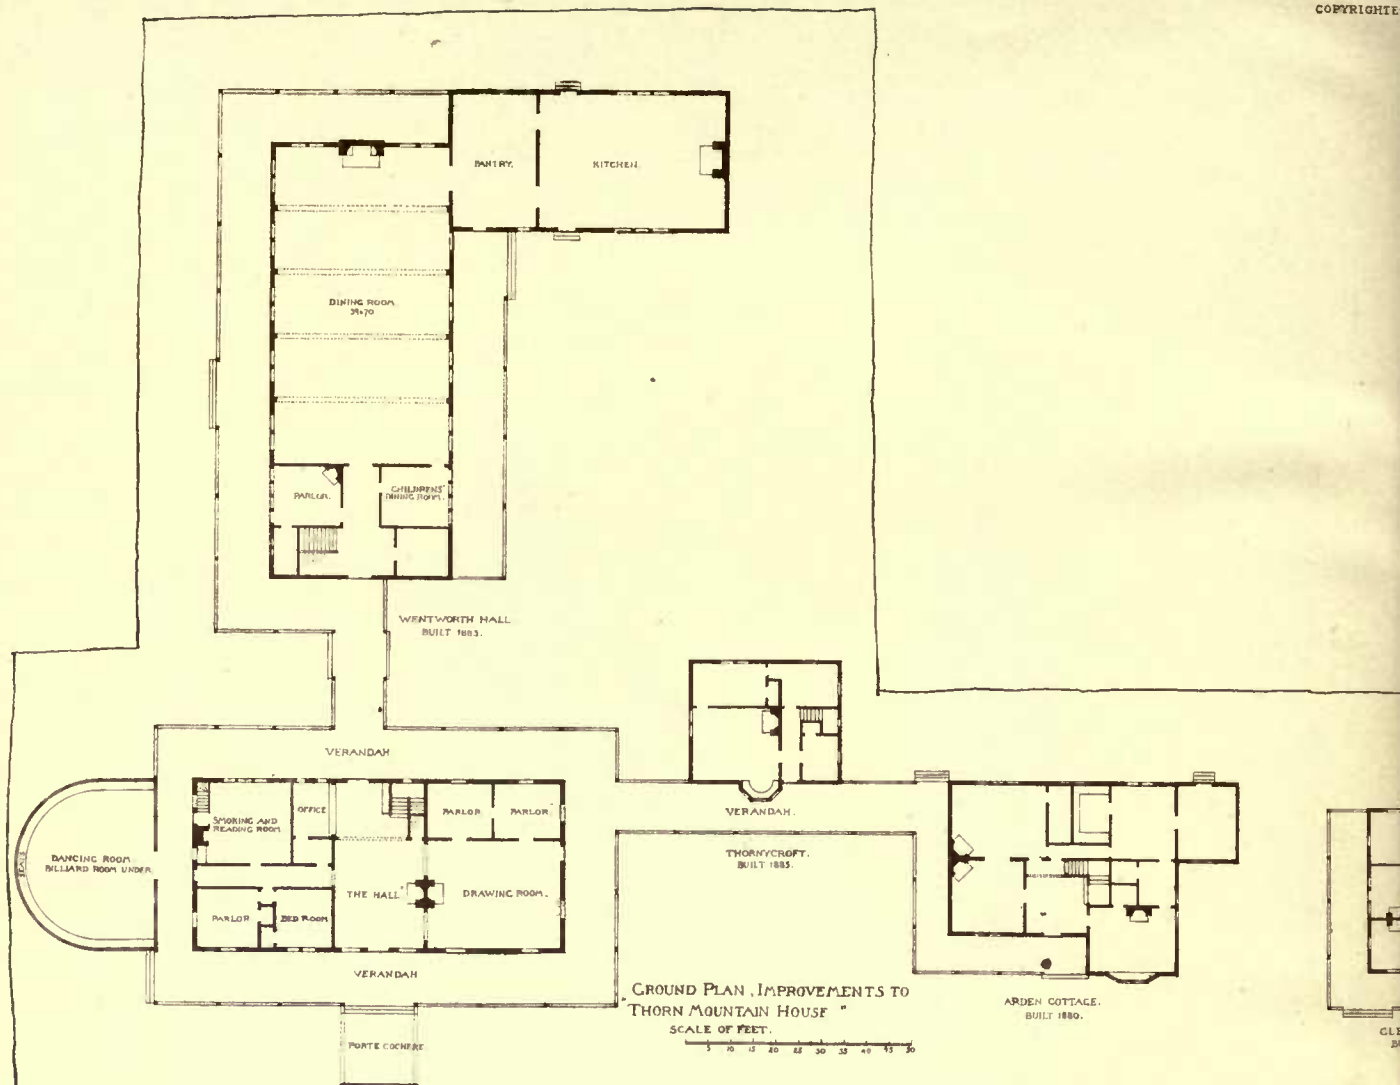 COPYRIGHTE
PANTRY.
KITCHEN.
DINING ROOM
39x70
PARLOR.
CHILDRENS'
DINING ROOM.
WENTWORTH HALL
BUILT 1883.
VERANDAH
SMOKING AND
READING ROOM
OFFICE
PARLOR
PARLOR
DANCING ROOM
BILLIARD ROOM UNDER
THE HALL
DRAWING ROOM.
PARLOR
BED ROOM
VERANDAH
PORTE COCHERE
VERANDAH.
THORNYCROFT.
BUILT 1885.
ARDEN COTTAGE.
BUILT 1880.
GROUND PLAN, IMPROVEMENTS TO
"THORN MOUNTAIN HOUSE"
SCALE OF FEET.
5 10 15 20 25 30 35 40 45 50
GLE